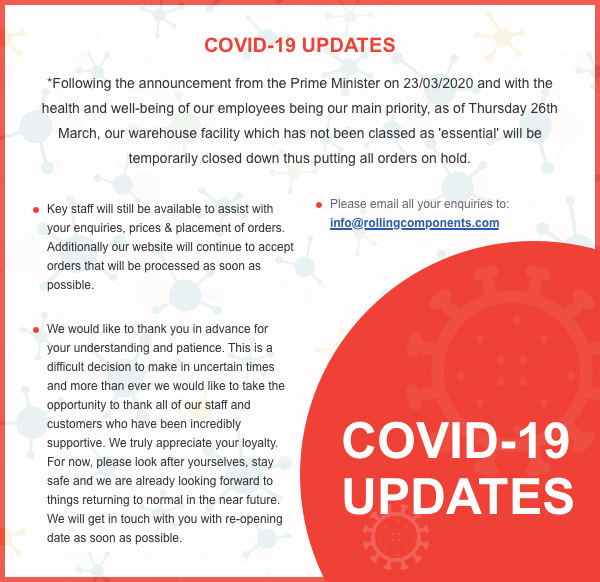 COVID-19 UPDATES
*Following the announcement from the Prime Minister on 23/03/2020 and with the
health and well-being of our employees being our main priority, as of Thursday 26th
March, our warehouse facility which has not been classed as 'essential' will be
temporarily closed down thus putting all orders on hold.
Key staff will still be available to assist with
your enquiries, prices & placement of orders.
Additionally our website will continue to accept
orders that will be processed as soon as
possible.
We would like to thank you in advance for
your understanding and patience. This is a
difficult decision to make in uncertain times
and more than ever we would like to take the
opportunity to thank all of our staff and
customers who have been incredibly
supportive. We truly appreciate your loyalty.
For now, please look after yourselves, stay
safe and we are already looking forward to
things returning to normal in the near future.
We will get in touch with you with re-opening
date as soon as possible.
Please email all your enquiries to:
info@rollingcomponents.com
COVID-19
UPDATES